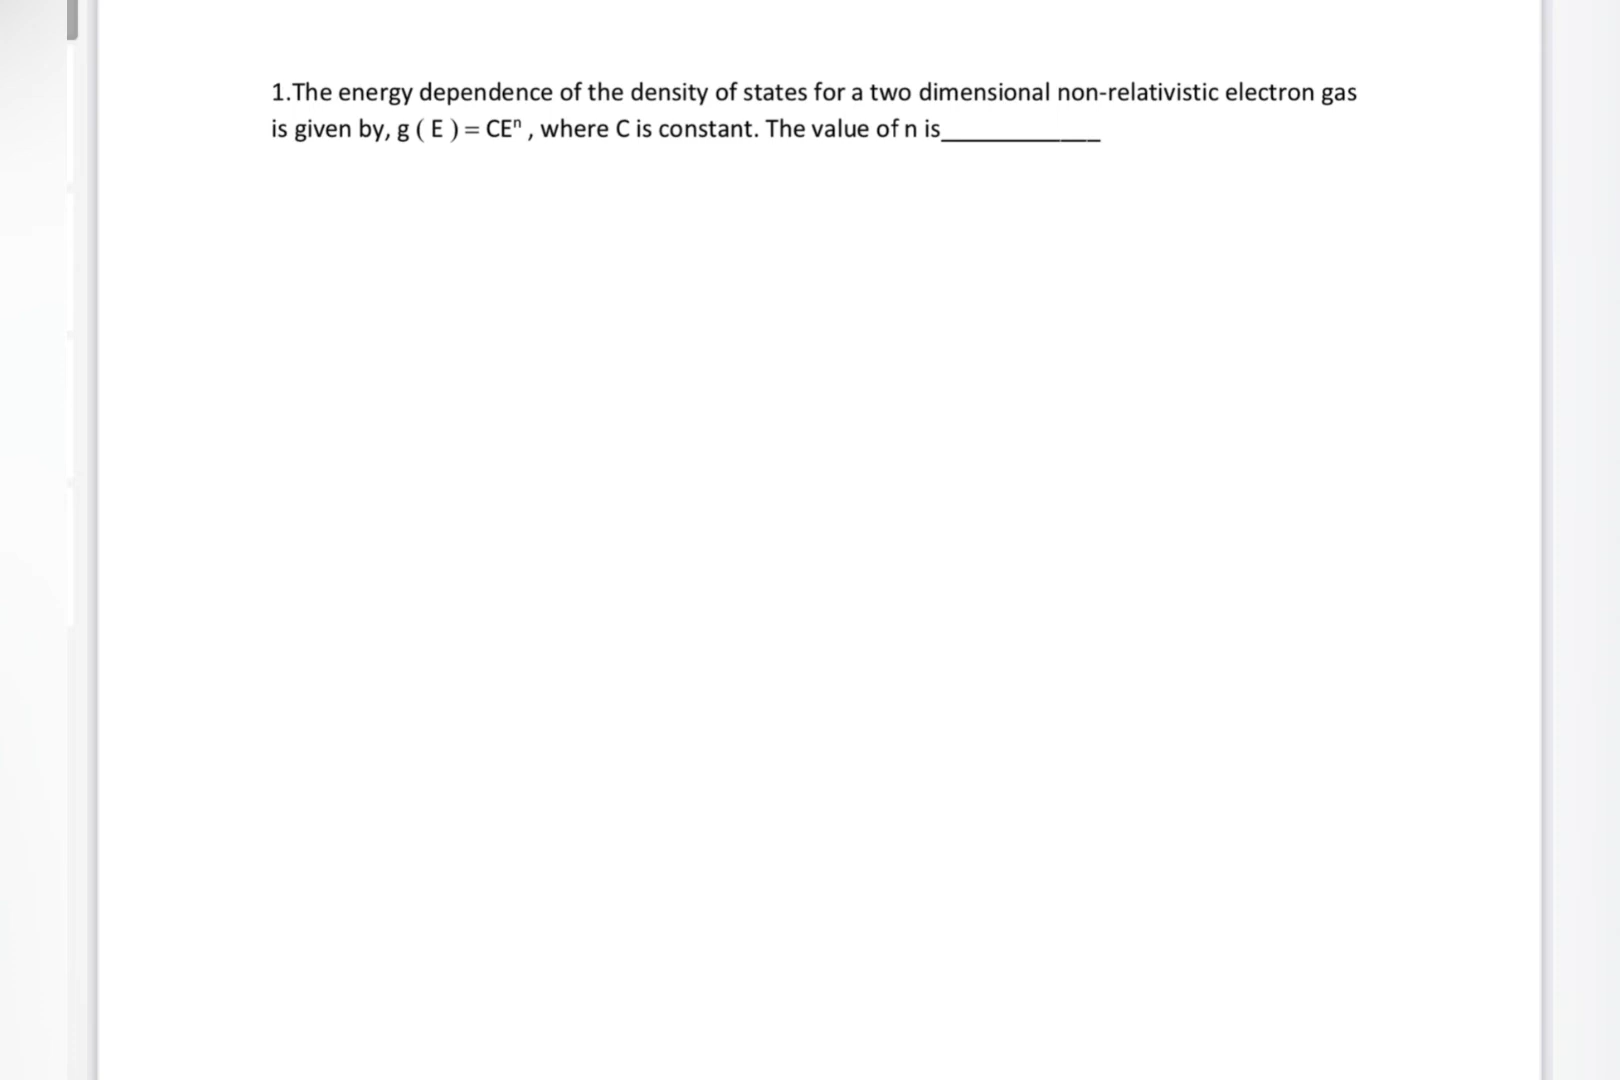 1.The energy dependence of the density of states for a two dimensional non-relativistic electron gas
is given by, g ( E ) = CEⁿ , where C is constant. The value of n is____________